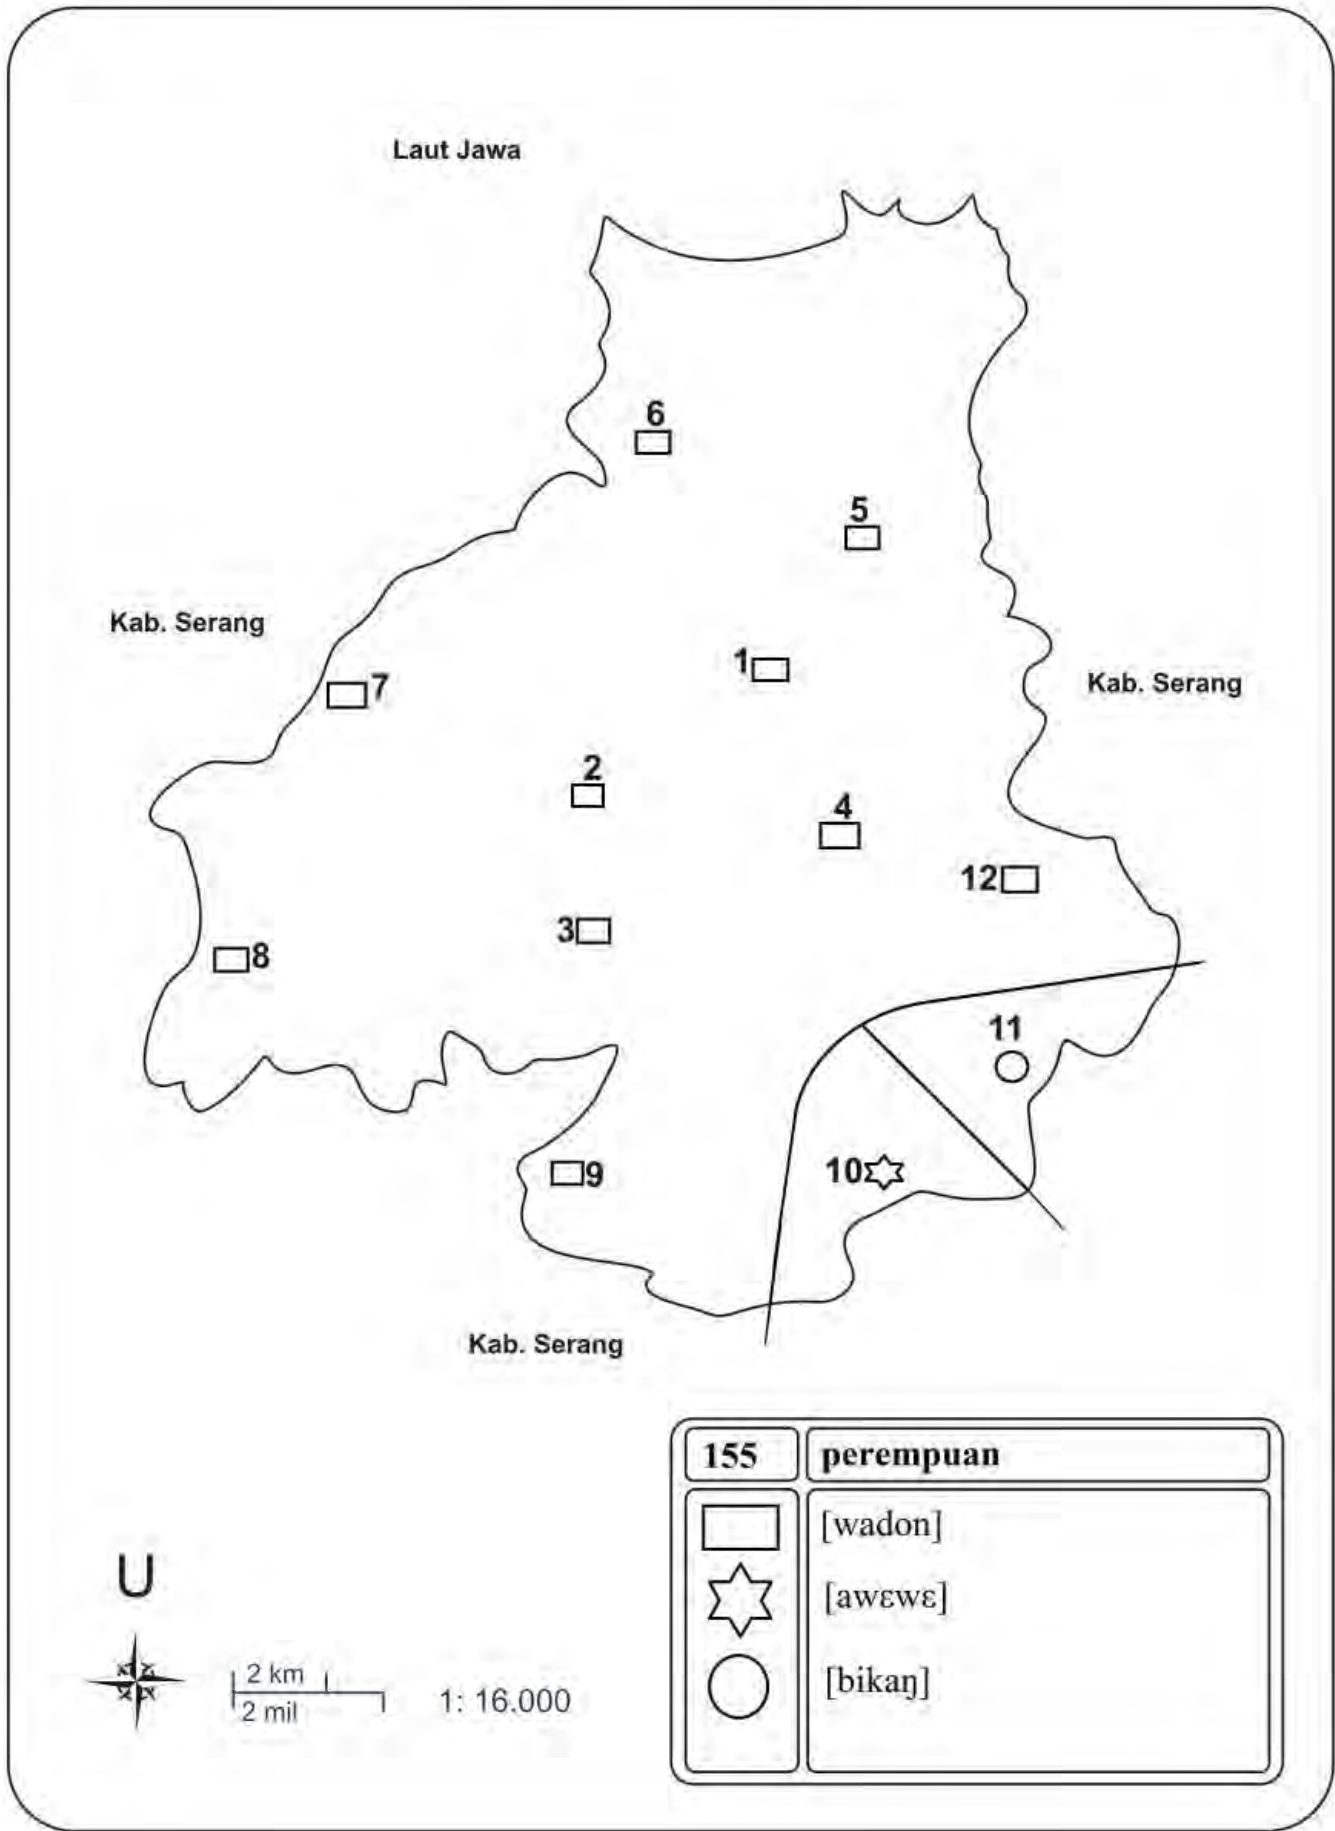 Laut Jawa
6
5
Kab. Serang
1
Kab. Serang
7
2
4
12
3
8
11
10
9
Kab. Serang
155 perempuan
[wadon]
[awɛwɛ]
[bikaŋ]
U
2 km
2 mil
1: 16.000